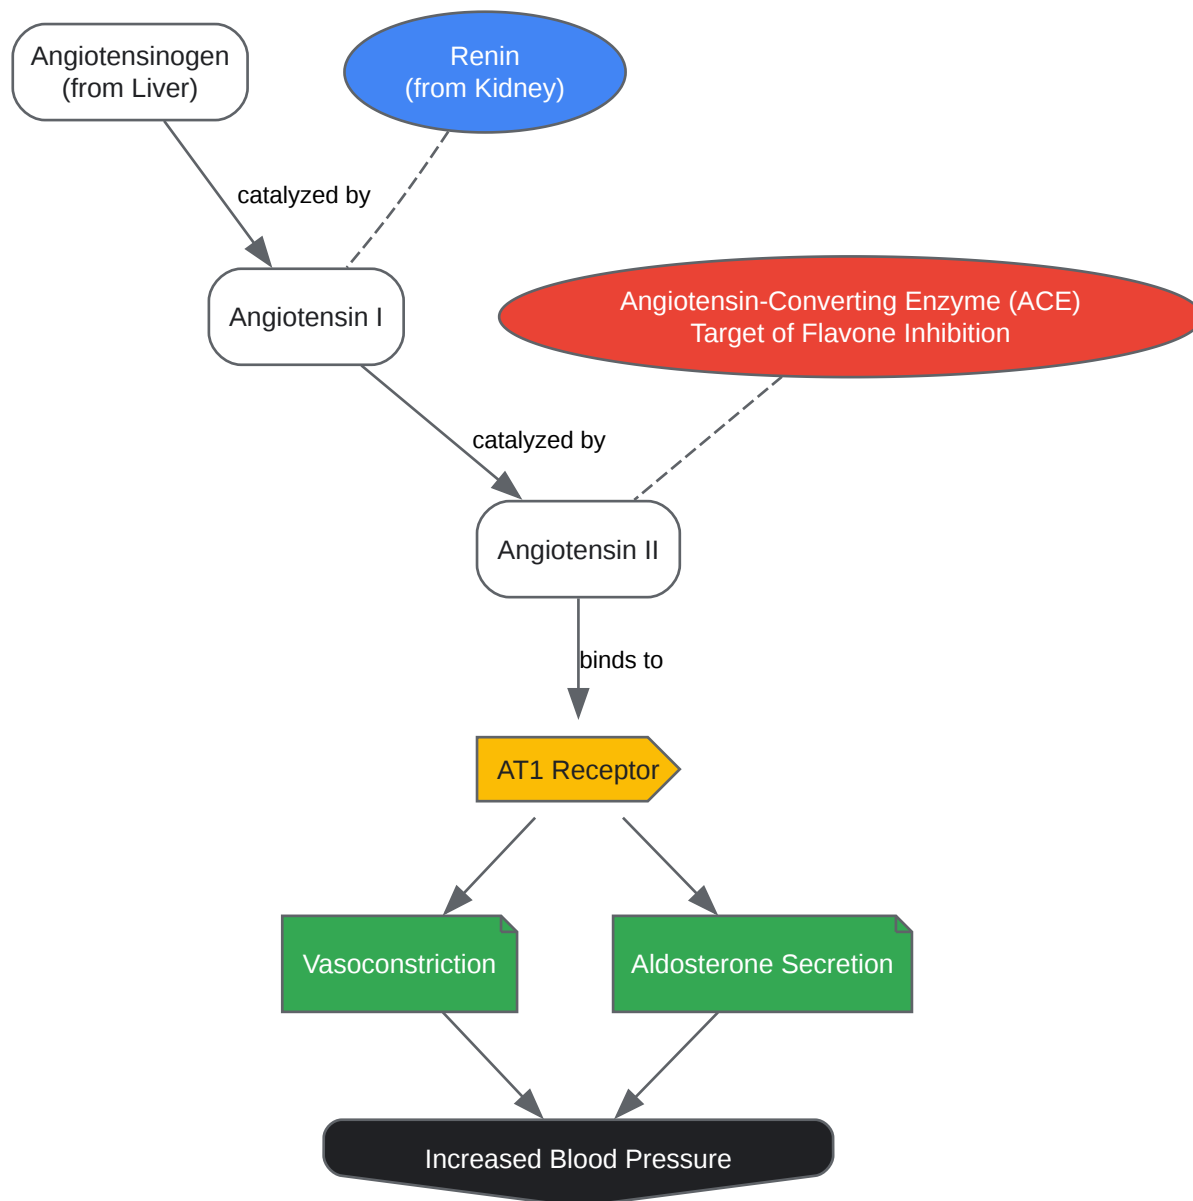 Angiotensinogen
(from Liver)
Renin
(from Kidney)
catalyzed by
Angiotensin I
Angiotensin-Converting Enzyme (ACE)
Target of Flavone Inhibition
catalyzed by
Angiotensin II
binds to
AT1 Receptor
Vasoconstriction
Aldosterone Secretion
Increased Blood Pressure